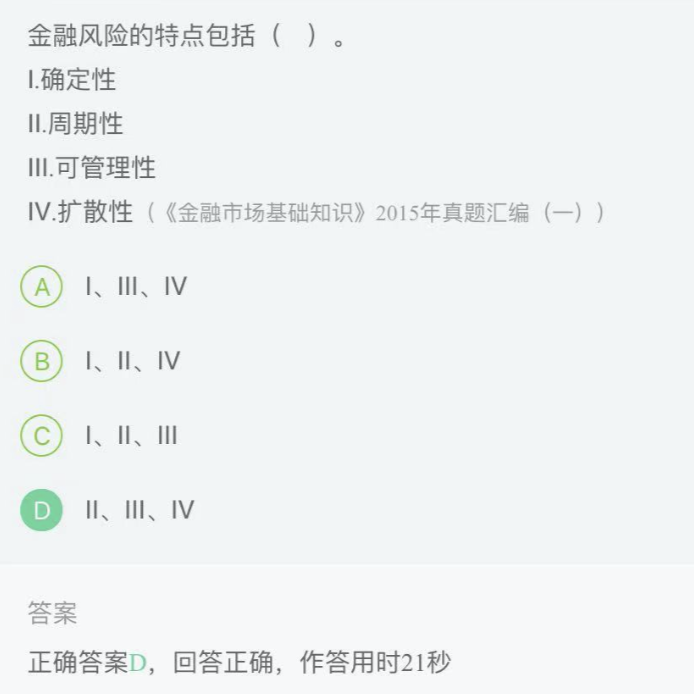 金融风险的特点包括（　）。
I.确定性
II.周期性
III.可管理性
IV.扩散性（《金融市场基础知识》2015年真题汇编（一））
A I、III、IV
B I、II、IV
C I、II、III
D II、III、IV
答案
正确答案D，回答正确，作答用时21秒